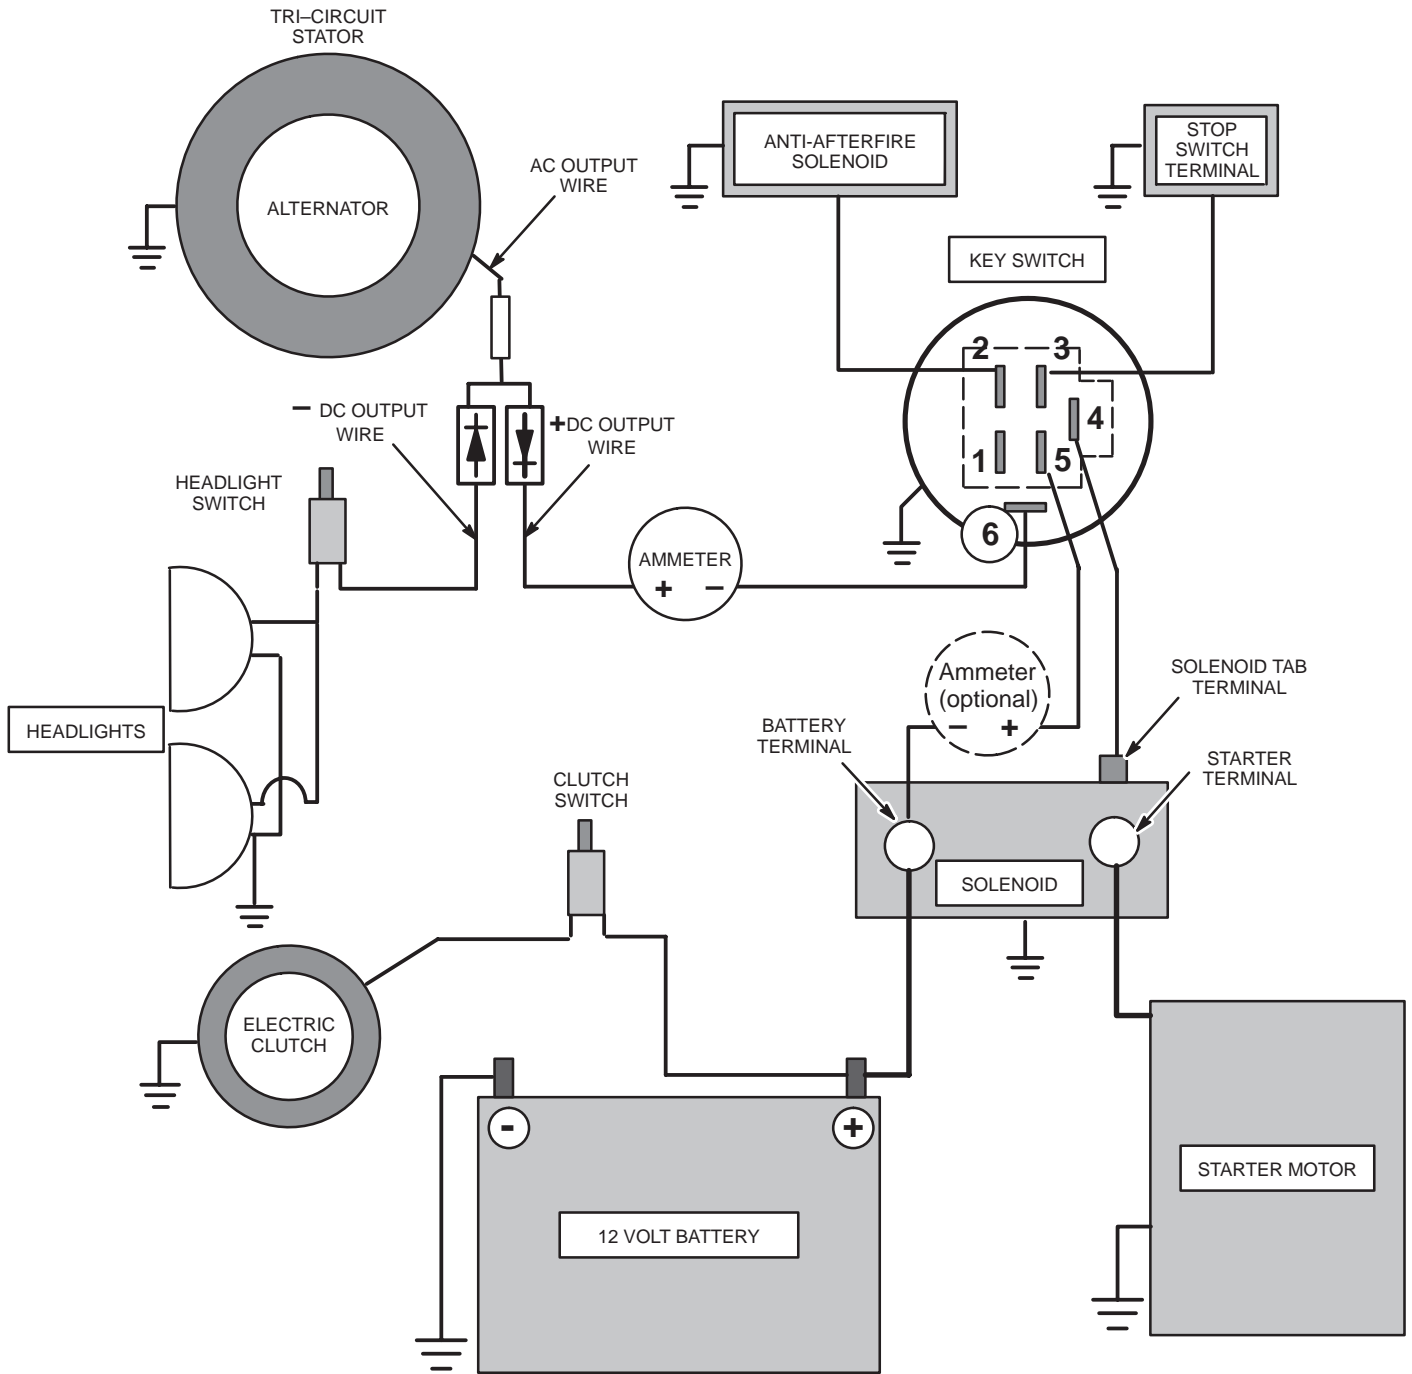 TRI–CIRCUIT
STATOR
ALTERNATOR
AC OUTPUT
WIRE
ANTI-AFTERFIRE
SOLENOID
STOP
SWITCH
TERMINAL
KEY SWITCH
2
3
4
1
5
6
– DC OUTPUT
WIRE
+DC OUTPUT
WIRE
HEADLIGHT
SWITCH
AMMETER
+ –
HEADLIGHTS
Ammeter
(optional)
– +
SOLENOID TAB
TERMINAL
BATTERY
TERMINAL
STARTER
TERMINAL
CLUTCH
SWITCH
SOLENOID
ELECTRIC
CLUTCH
-
+
12 VOLT BATTERY
STARTER MOTOR